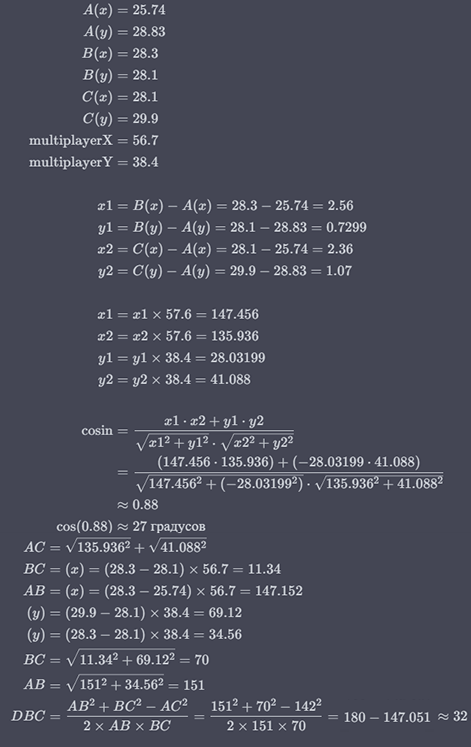 A(x) = 25.74
A(y) = 28.83
B(x) = 28.3
B(y) = 28.1
C(x) = 28.1
C(y) = 29.9
multiplayerX = 56.7
multiplayerY = 38.4
x1 = B(x) − A(x) = 28.3 − 25.74 = 2.56
y1 = B(y) − A(y) = 28.1 − 28.83 = 0.7299
x2 = C(x) − A(x) = 28.1 − 25.74 = 2.36
y2 = C(y) − A(y) = 29.9 − 28.83 = 1.07
x1 = x1 × 57.6 = 147.456
x2 = x2 × 57.6 = 135.936
y1 = y1 × 38.4 = 28.03199
y2 = y2 × 38.4 = 41.088
cosin = (x1 · x2 + y1 · y2) / (√(x1² + y1²) · √(x2² + y2²))
= ((147.456 · 135.936) + (−28.03199 · 41.088)) / (√(147.456² + (−28.03199²)) · √(135.936² + 41.088²))
≈ 0.88
cos(0.88) ≈ 27 градусов
AC = √(135.936²) + √(41.088²)
BC = (x) = (28.3 − 28.1) × 56.7 = 11.34
AB = (x) = (28.3 − 25.74) × 56.7 = 147.152
(y) = (29.9 − 28.1) × 38.4 = 69.12
(y) = (28.3 − 28.1) × 38.4 = 34.56
BC = √(11.34² + 69.12²) = 70
AB = √(151² + 34.56²) = 151
DBC = (AB² + BC² − AC²) / (2 × AB × BC) = (151² + 70² − 142²) / (2 × 151 × 70) = 180 − 147.051 ≈ 32